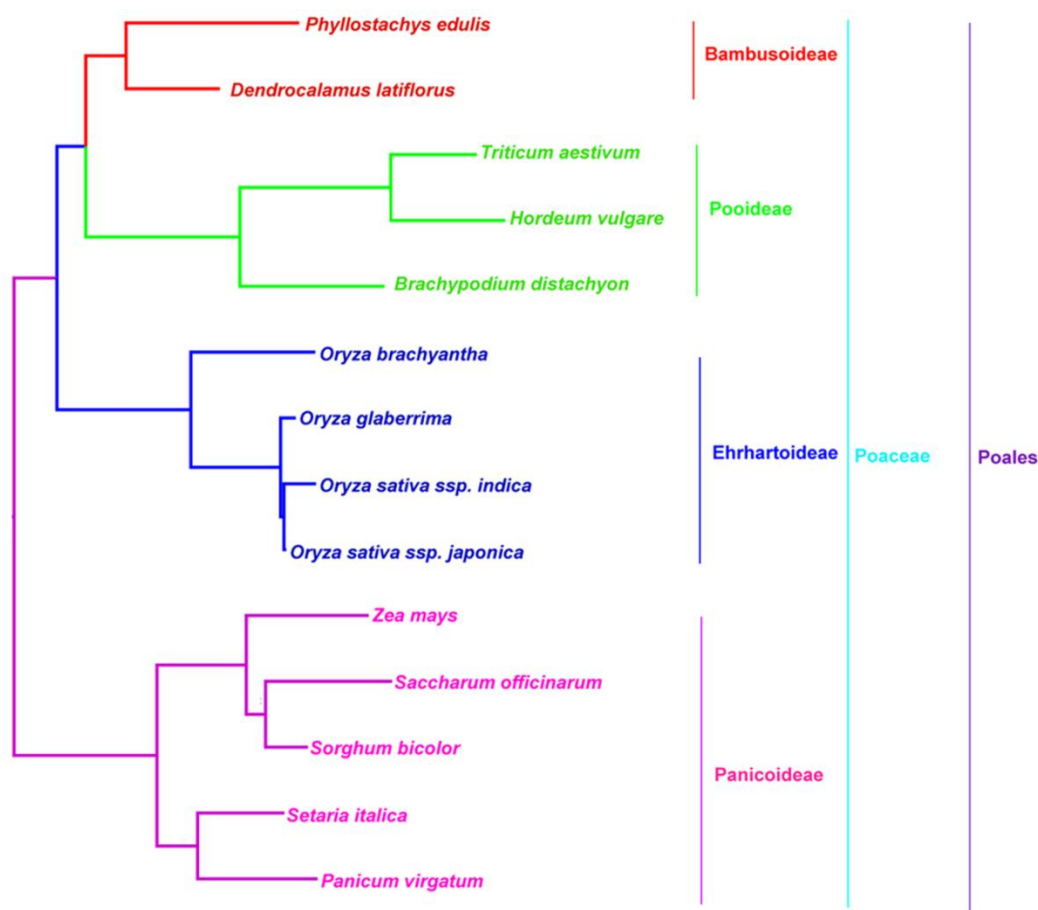 Phyllostachys edulis
Bambusoideae
Dendrocalamus latiflorus
Triticum aestivum
Pooideae
Hordeum vulgare
Brachypodium distachyon
Oryza brachyantha
Oryza glaberrima
Ehrhartoideae
Poaceae
Poales
Oryza sativa ssp. indica
Oryza sativa ssp. japonica
Zea mays
Saccharum officinarum
Sorghum bicolor
Panicoideae
Setaria italica
Panicum virgatum